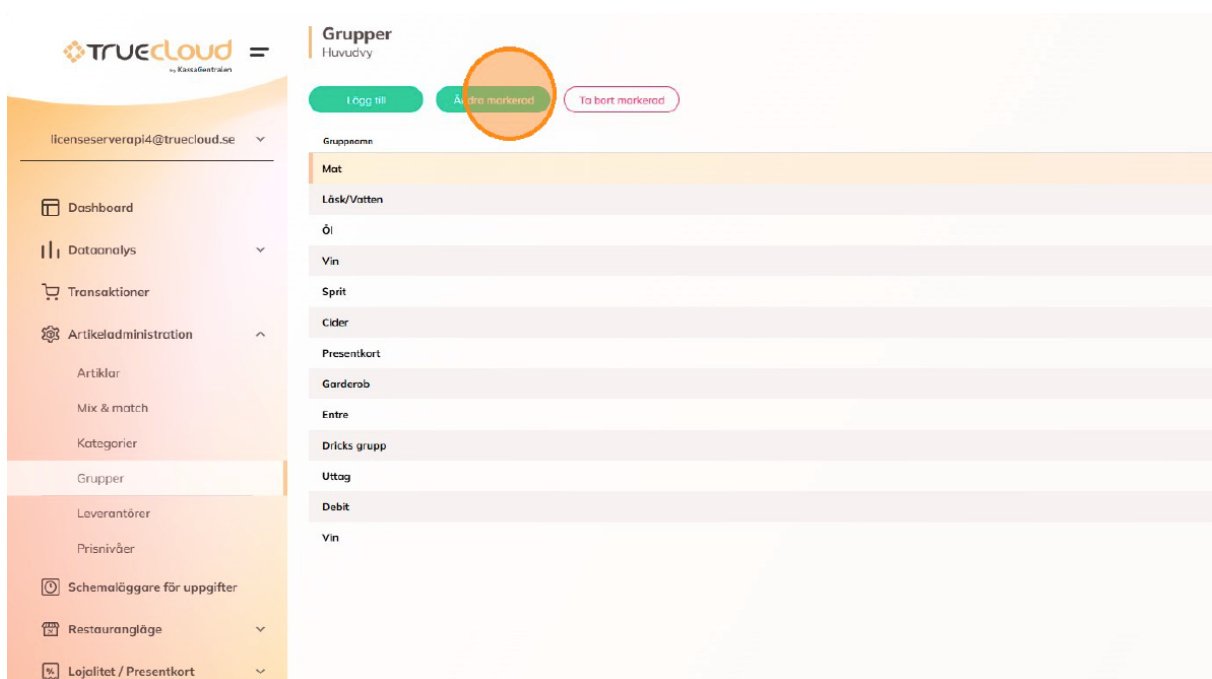 truecloud
by KassaCentralen
licenseserverapi4@truecloud.se
Dashboard
Dataanalys
Transaktioner
Artikeladministration
Artiklar
Mix & match
Kategorier
Grupper
Leverantörer
Prisnivåer
Schemaläggare för uppgifter
Restaurangläge
Lojalitet / Presentkort
Grupper
Huvudvy
Lägg till
Ändra markerad
Ta bort markerad
Gruppnamn
Mat
Läsk/Vatten
Öl
Vin
Sprit
Cider
Presentkort
Garderob
Entre
Dricks grupp
Uttag
Debit
Vin